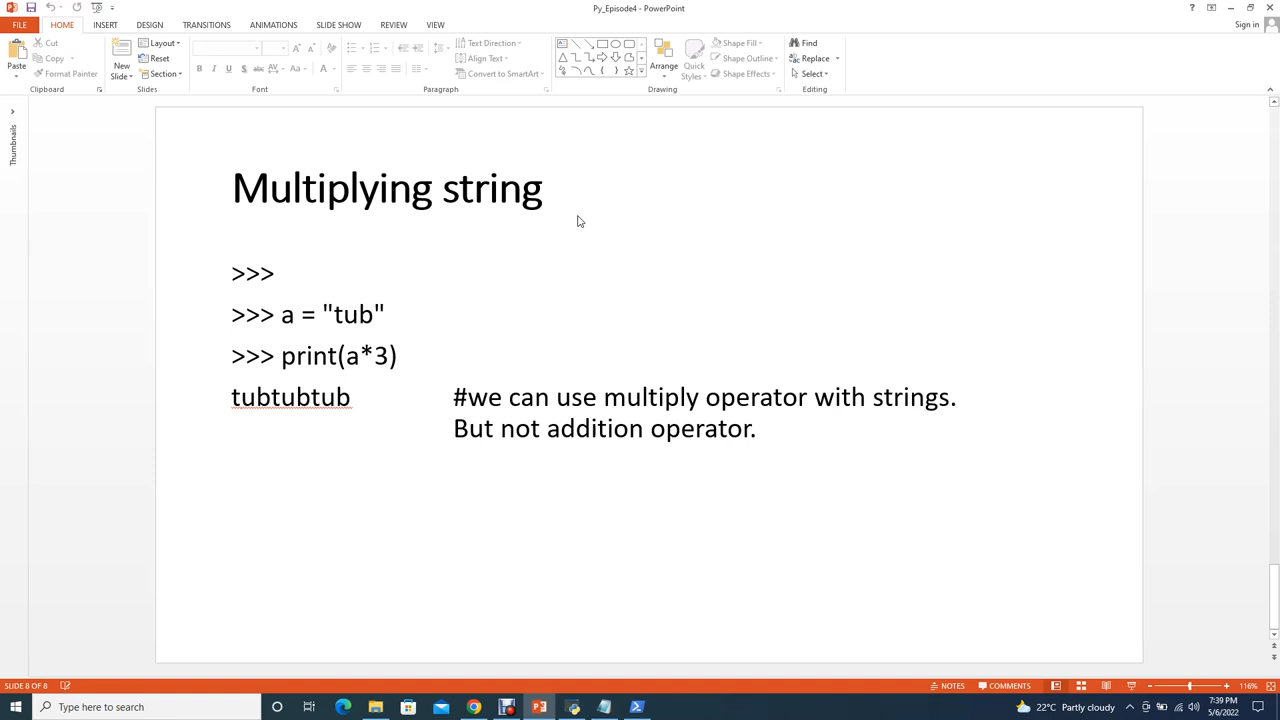 Py_Episode4 - PowerPoint
Sign in
FILE HOME INSERT DESIGN TRANSITIONS ANIMATIONS SLIDE SHOW REVIEW VIEW
Paste
Cut
Copy
Format Painter
Clipboard
New
Slide
Layout
Reset
Section
Slides
B I U S abc AV Aa A
Font
Text Direction
Align Text
Convert to SmartArt
Paragraph
Arrange
Quick
Styles
Shape Fill
Shape Outline
Shape Effects
Drawing
Find
Replace
Select
Editing
Thumbnails
Multiplying string
>>>
>>> a = "tub"
>>> print(a*3)
tubtubtub #we can use multiply operator with strings.
But not addition operator.
SLIDE 8 OF 8
NOTES COMMENTS 116%
Type here to search
22°C Partly cloudy
7:39 PM
5/6/2022